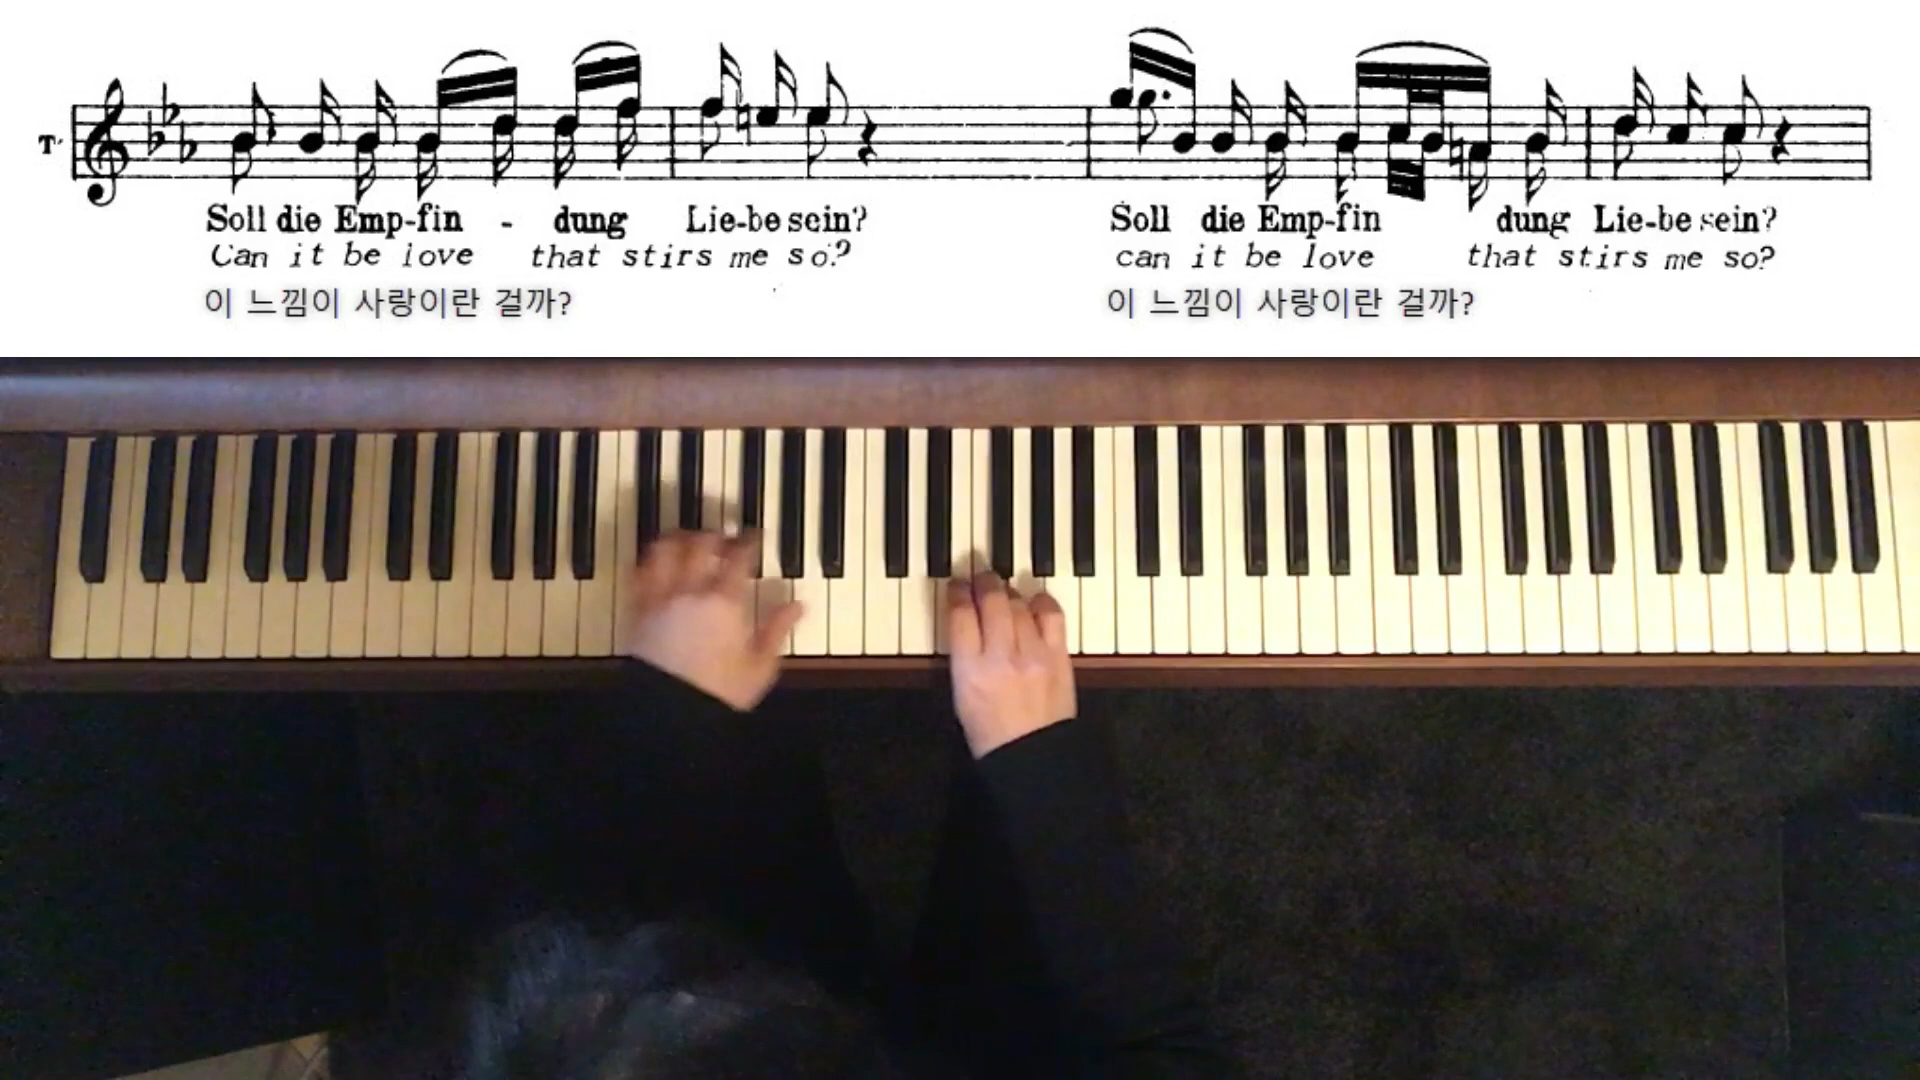 T.
Soll die Emp-fin - dung Lie-be sein? Soll die Emp-fin dung Lie-be sein?
Can it be love that stirs me so? can it be love that stirs me so?
이 느낌이 사랑이란 걸까? 이 느낌이 사랑이란 걸까?